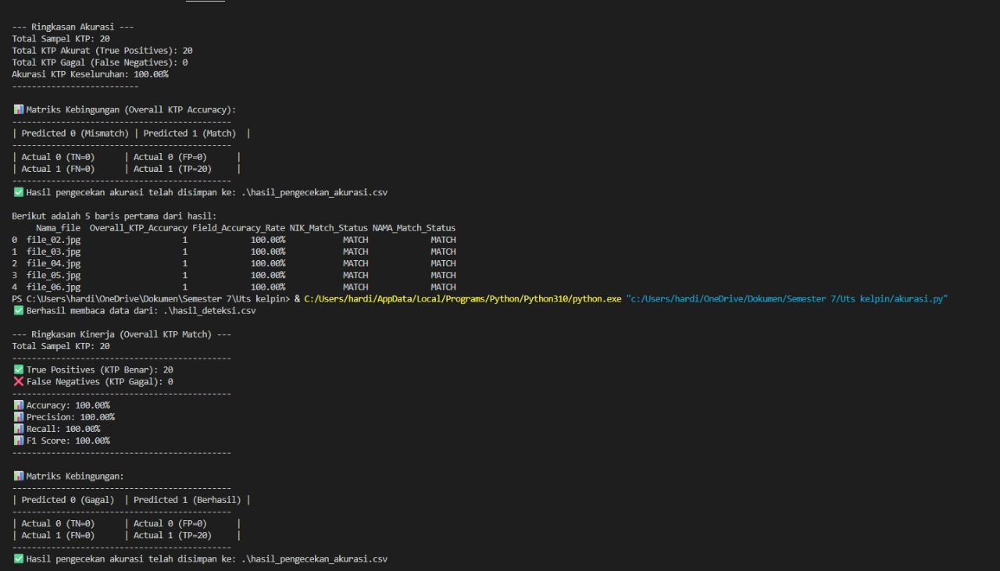 --- Ringkasan Akurasi ---
Total Sampel KTP: 20
Total KTP Akurat (True Positives): 20
Total KTP Gagal (False Negatives): 0
Akurasi KTP Keseluruhan: 100.00%
--------------------------
📊 Matriks Kebingungan (Overall KTP Accuracy):
---------------------------------------------
| Predicted 0 (Mismatch) | Predicted 1 (Match)  |
---------------------------------------------
| Actual 0 (TN=0)      | Actual 0 (FP=0)      |
| Actual 1 (FN=0)      | Actual 1 (TP=20)     |
---------------------------------------------
✅ Hasil pengecekan akurasi telah disimpan ke: .\hasil_pengecekan_akurasi.csv
Berikut adalah 5 baris pertama dari hasil:
     Nama_file  Overall_KTP_Accuracy Field_Accuracy_Rate NIK_Match_Status NAMA_Match_Status
0  file_02.jpg                     1             100.00%            MATCH             MATCH
1  file_03.jpg                     1             100.00%            MATCH             MATCH
2  file_04.jpg                     1             100.00%            MATCH             MATCH
3  file_05.jpg                     1             100.00%            MATCH             MATCH
4  file_06.jpg                     1             100.00%            MATCH             MATCH
PS C:\Users\hardi\OneDrive\Dokumen\Semester 7\Uts kelpin> & C:/Users/hardi/AppData/Local/Programs/Python/Python310/python.exe "c:/Users/hardi/OneDrive/Dokumen/Semester 7/Uts kelpin/akurasi.py"
✅ Berhasil membaca data dari: .\hasil_deteksi.csv
--- Ringkasan Kinerja (Overall KTP Match) ---
Total Sampel KTP: 20
---------------------------------------------
✅ True Positives (KTP Benar): 20
❌ False Negatives (KTP Gagal): 0
---------------------------------------------
📊 Accuracy: 100.00%
📊 Precision: 100.00%
📊 Recall: 100.00%
📊 F1 Score: 100.00%
---------------------------------------------
📊 Matriks Kebingungan:
---------------------------------------------
| Predicted 0 (Gagal)  | Predicted 1 (Berhasil) |
---------------------------------------------
| Actual 0 (TN=0)      | Actual 0 (FP=0)      |
| Actual 1 (FN=0)      | Actual 1 (TP=20)     |
---------------------------------------------
✅ Hasil pengecekan akurasi telah disimpan ke: .\hasil_pengecekan_akurasi.csv